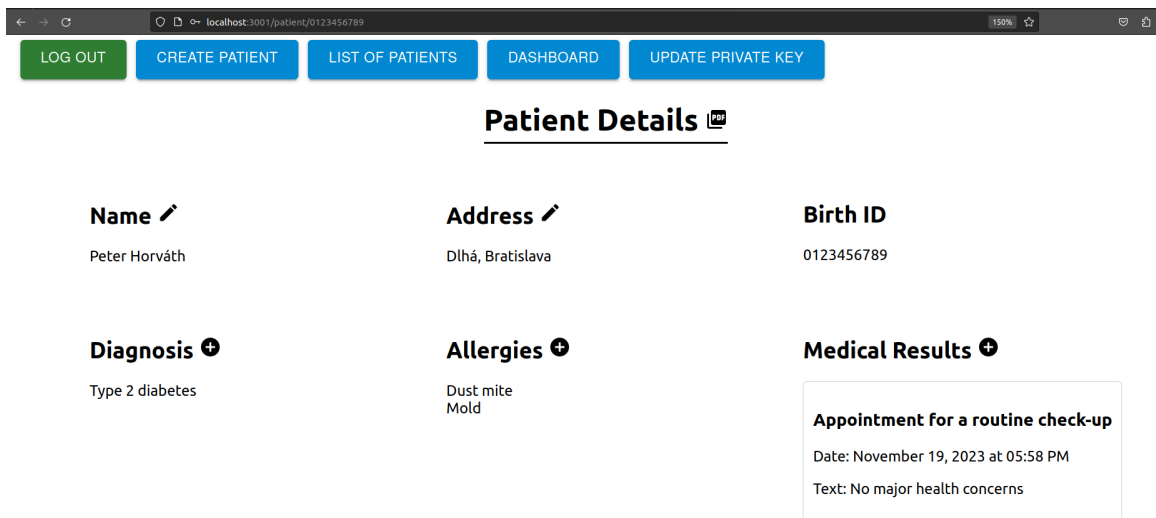 localhost:3001/patient/0123456789
150%
LOG OUT
CREATE PATIENT
LIST OF PATIENTS
DASHBOARD
UPDATE PRIVATE KEY
Patient Details PDF
Name
Peter Horváth
Address
Dlhá, Bratislava
Birth ID
0123456789
Diagnosis
Type 2 diabetes
Allergies
Dust mite
Mold
Medical Results
Appointment for a routine check-up
Date: November 19, 2023 at 05:58 PM
Text: No major health concerns